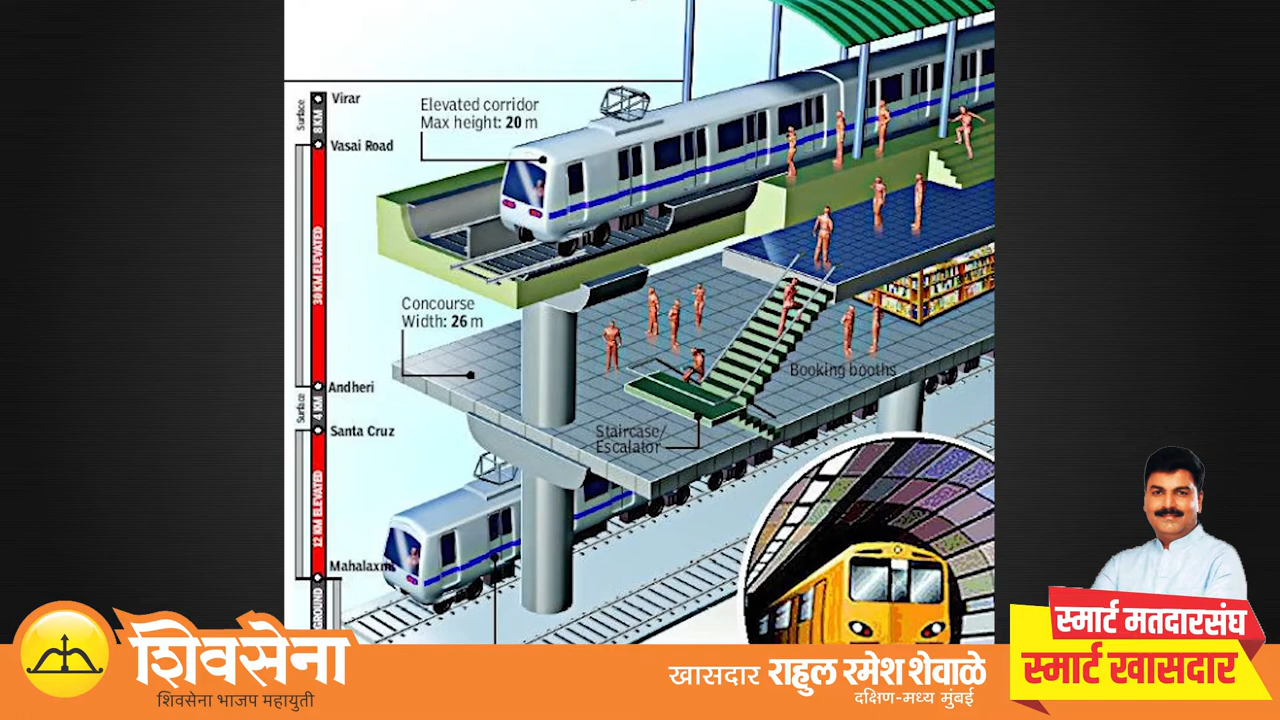 Virar
Surface
8 KM
Vasai Road
30 KM ELEVATED
Andheri
Surface
4 KM
Santa Cruz
12 KM ELEVATED
Mahalaxmi
GROUND
Elevated corridor
Max height: 20 m
Concourse
Width: 26 m
Booking booths
Staircase/
Escalator
शिवसेना
शिवसेना भाजप महायुती
खासदार राहुल रमेश शेवाळे
दक्षिण-मध्य मुंबई
स्मार्ट मतदारसंघ
स्मार्ट खासदार